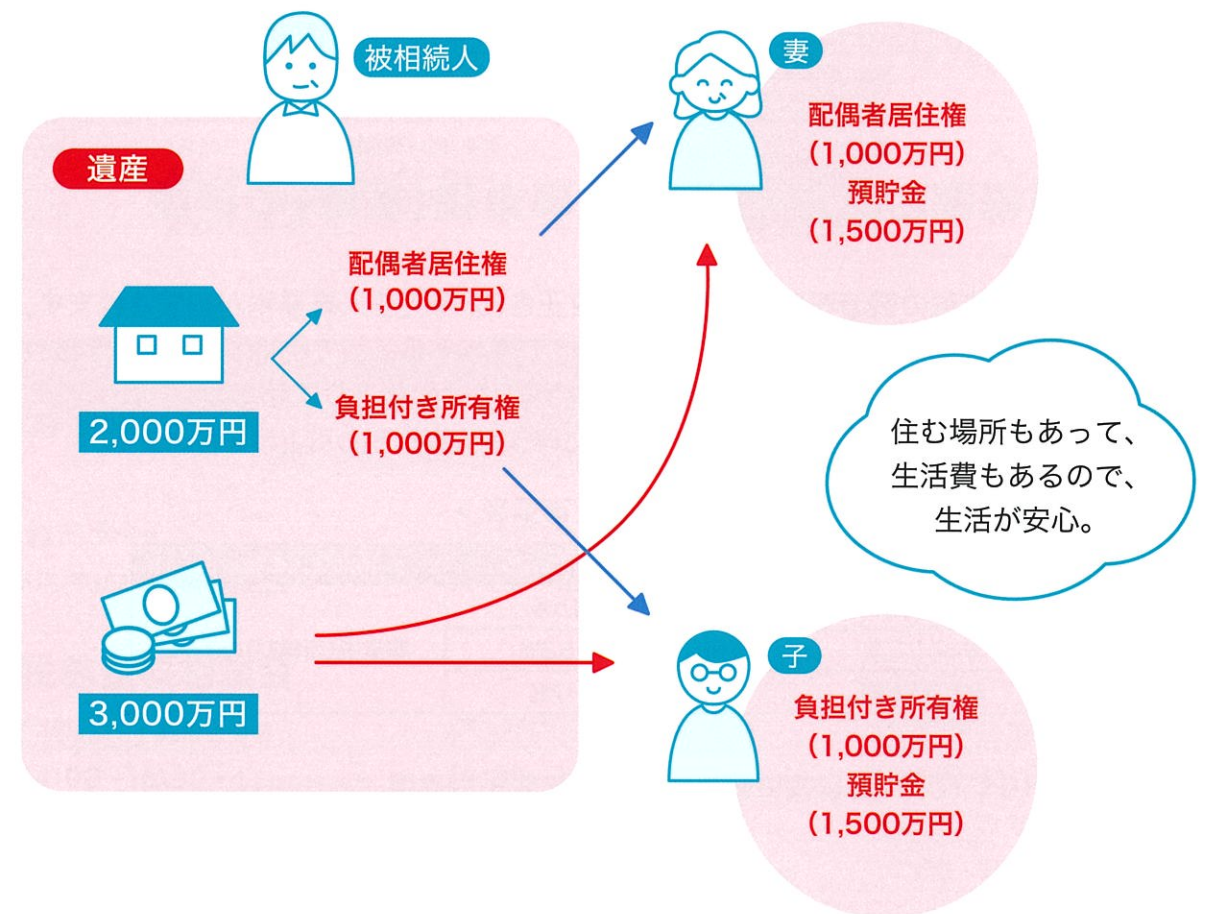 被相続人
遺産
2,000万円
配偶者居住権
（1,000万円）
負担付き所有権
（1,000万円）
3,000万円
妻
配偶者居住権
（1,000万円）
預貯金
（1,500万円）
住む場所もあって、
生活費もあるので、
生活が安心。
子
負担付き所有権
（1,000万円）
預貯金
（1,500万円）